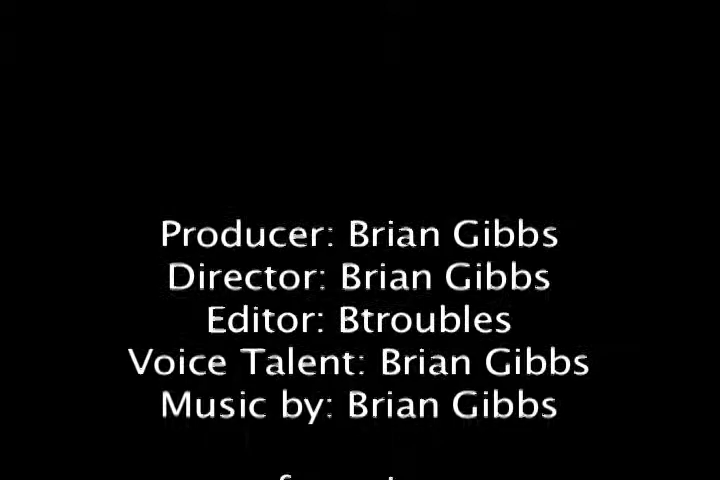 Producer: Brian Gibbs
Director: Brian Gibbs
Editor: Btroubles
Voice Talent: Brian Gibbs
Music by: Brian Gibbs